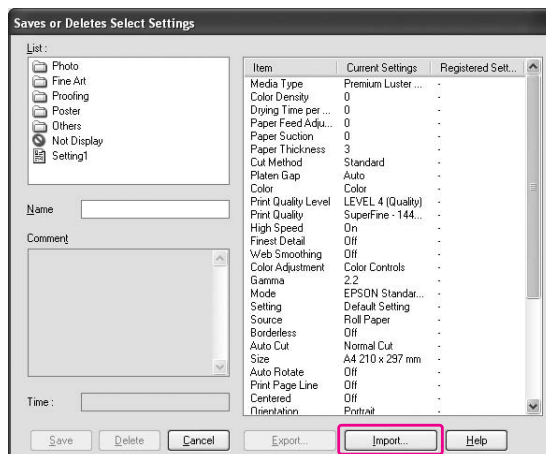 Saves or Deletes Select Settings
List :
Photo
Fine Art
Proofing
Poster
Others
Not Display
Setting1
Name
Comment
Time :
Item Current Settings Registered Sett...
Media Type Premium Luster ... -
Color Density 0 -
Drying Time per ... 0 -
Paper Feed Adju... 0 -
Paper Suction 0 -
Paper Thickness 3 -
Cut Method Standard -
Platen Gap Auto -
Color Color -
Print Quality Level LEVEL 4 (Quality) -
Print Quality SuperFine - 144... -
High Speed On -
Finest Detail Off -
Web Smoothing Off -
Color Adjustment Color Controls -
Gamma 2.2 -
Mode EPSON Standar... -
Setting Default Setting -
Source Roll Paper -
Borderless Off -
Auto Cut Normal Cut -
Size A4 210 x 297 mm -
Auto Rotate Off -
Print Page Line Off -
Centered Off -
Orientation Portrait -
Save Delete Cancel Export... Import... Help